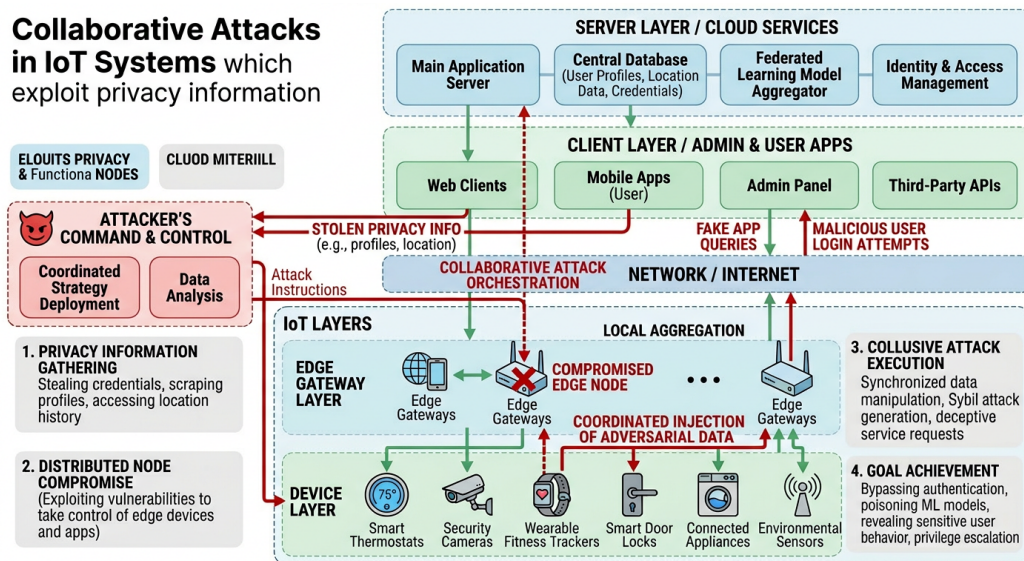 Collaborative Attacks
in IoT Systems which
exploit privacy information
ELOUITS PRIVACY
& Functiona NODES
CLUOD MITERIILL
SERVER LAYER / CLOUD SERVICES
Main Application
Server
Central Database
(User Profiles, Location
Data, Credentials)
Federated
Learning Model
Aggregator
Identity & Access
Management
CLIENT LAYER / ADMIN & USER APPS
Web Clients
Mobile Apps
(User)
Admin Panel
Third-Party APIs
ATTACKER'S
COMMAND & CONTROL
Coordinated
Strategy
Deployment
Data
Analysis
STOLEN PRIVACY INFO
(e.g., profiles, location)
FAKE APP
QUERIES
MALICIOUS USER
LOGIN ATTEMPTS
Attack
Instructions
COLLABORATIVE ATTACK
ORCHESTRATION
NETWORK / INTERNET
IoT LAYERS
LOCAL AGGREGATION
EDGE
GATEWAY
LAYER
Edge
Gateways
Edge
Gateways
COMPROMISED
EDGE NODE
Edge
Gateways
COORDINATED INJECTION
OF ADVERSARIAL DATA
DEVICE
LAYER
75°
Smart
Thermostats
Security
Cameras
Wearable
Fitness Trackers
Smart Door
Locks
Connected
Appliances
Environmental
Sensors
1. PRIVACY INFORMATION
GATHERING
Stealing credentials, scraping
profiles, accessing location
history
2. DISTRIBUTED NODE
COMPROMISE
(Exploiting vulnerabilities to
take control of edge devices
and apps)
3. COLLUSIVE ATTACK
EXECUTION
Synchronized data
manipulation, Sybil attack
generation, deceptive
service requests
4. GOAL ACHIEVEMENT
Bypassing authentication,
poisoning ML models,
revealing sensitive user
behavior, privilege escalation